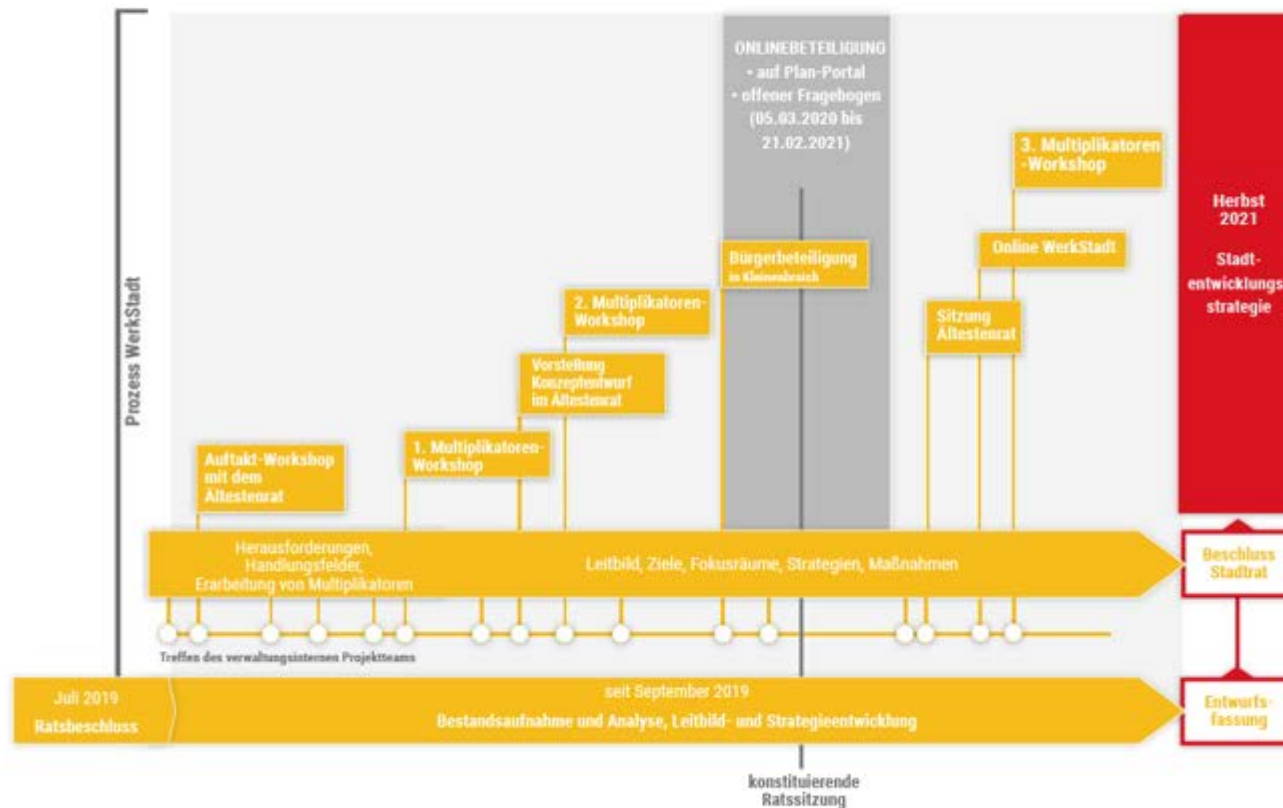 Prozess WerkStadt
ONLINEBETEILIGUNG
• auf Plan-Portal
• offener Fragebogen
(05.03.2020 bis
21.02.2021)
3. Multiplikatoren
-Workshop
Herbst
2021
Stadt-
entwicklungs
strategie
Bürgerbeteiligung
in Kleinenbroich
Online WerkStadt
2. Multiplikatoren-
Workshop
Sitzung
Ältestenrat
Vorstellung
Konzeptentwurf
im Ältestenrat
1. Multiplikatoren-
Workshop
Auftakt-Workshop
mit dem
Ältestenrat
Herausforderungen,
Handlungsfelder,
Erarbeitung von Multiplikatoren
Leitbild, Ziele, Fokusräume, Strategien, Maßnahmen
Beschluss
Stadtrat
Treffen des verwaltungsinternen Projektteams
Juli 2019
Ratsbeschluss
seit September 2019
Bestandsaufnahme und Analyse, Leitbild- und Strategieentwicklung
Entwurfs-
fassung
konstituierende
Ratssitzung